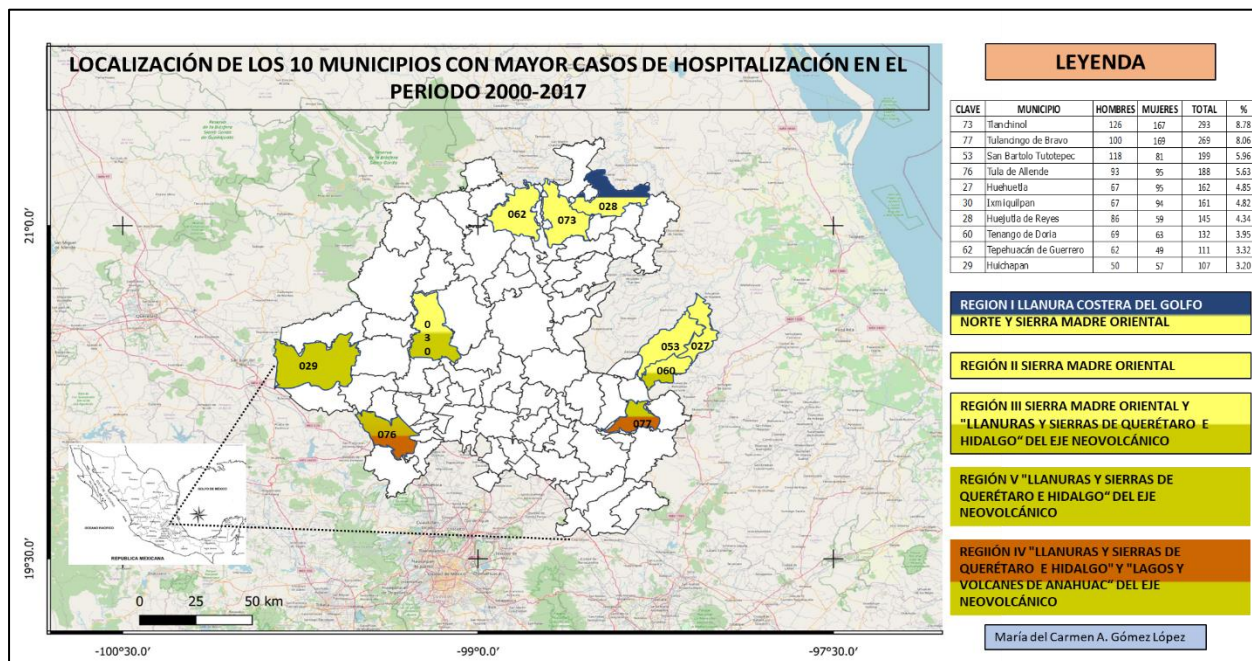 LOCALIZACIÓN DE LOS 10 MUNICIPIOS CON MAYOR CASOS DE HOSPITALIZACIÓN EN EL
PERIODO 2000-2017
21°0.0'
19°30.0'
062
073
028
0
3
0
029
053
027
060
076
077
GOLFO DE MÉXICO
OCEANO PACIFICO
REPUBLICA MEXICANA
0 25 50 km
-100°30.0' -99°0.0' -97°30.0'
LEYENDA
CLAVE MUNICIPIO HOMBRES MUJERES TOTAL %
73 Tlanchinol 126 167 293 8.78
77 Tulancingo de Bravo 100 169 269 8.06
53 San Bartolo Tutotepec 118 81 199 5.96
76 Tula de Allende 93 95 188 5.63
27 Huehuetla 67 95 162 4.85
30 Ixmiquilpan 67 94 161 4.82
28 Huejutla de Reyes 86 59 145 4.34
60 Tenango de Doria 69 63 132 3.95
62 Tepehuacán de Guerrero 62 49 111 3.32
29 Huichapan 50 57 107 3.20
REGION I LLANURA COSTERA DEL GOLFO
NORTE Y SIERRA MADRE ORIENTAL
REGIÓN II SIERRA MADRE ORIENTAL
REGIÓN III SIERRA MADRE ORIENTAL Y
"LLANURAS Y SIERRAS DE QUERÉTARO E
HIDALGO“ DEL EJE NEOVOLCÁNICO
REGIÓN V "LLANURAS Y SIERRAS DE
QUERÉTARO E HIDALGO“ DEL EJE
NEOVOLCÁNICO
REGIIÓN IV "LLANURAS Y SIERRAS DE
QUERÉTARO E HIDALGO" Y "LAGOS Y
VOLCANES DE ANAHUAC“ DEL EJE
NEOVOLCÁNICO
María del Carmen A. Gómez López